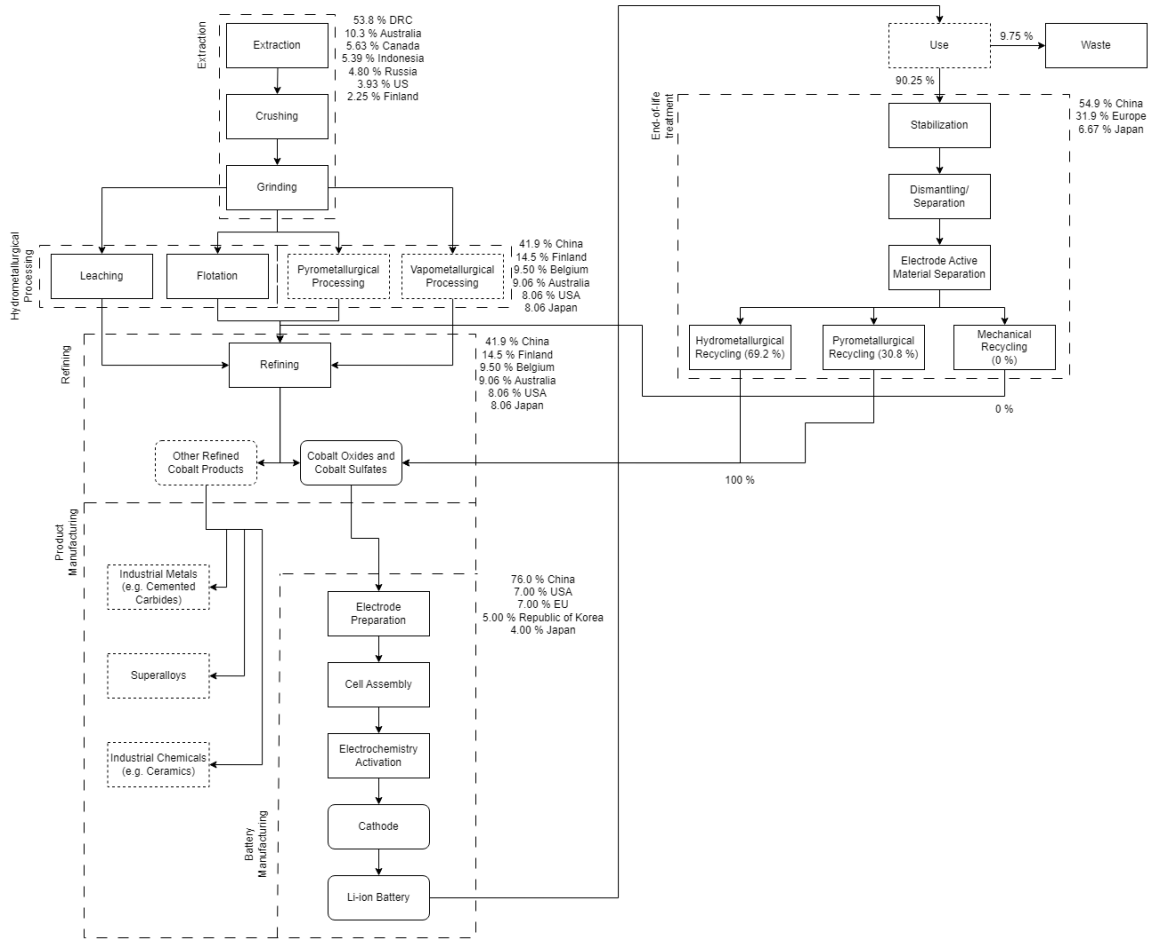 Extraction
Extraction
53.8 % DRC
10.3 % Australia
5.63 % Canada
5.39 % Indonesia
4.80 % Russia
3.93 % US
2.25 % Finland
Crushing
Grinding
Hydrometallurgical
Processing
Leaching
Flotation
Pyrometallurgical
Processing
Vapometallurgical
Processing
41.9 % China
14.5 % Finland
9.50 % Belgium
9.06 % Australia
8.06 % USA
8.06 Japan
Refining
Refining
41.9 % China
14.5 % Finland
9.50 % Belgium
9.06 % Australia
8.06 % USA
8.06 Japan
Other Refined
Cobalt Products
Cobalt Oxides and
Cobalt Sulfates
Product
Manufacturing
Industrial Metals
(e.g. Cemented
Carbides)
Superalloys
Industrial Chemicals
(e.g. Ceramics)
Battery
Manufacturing
76.0 % China
7.00 % USA
7.00 % EU
5.00 % Republic of Korea
4.00 % Japan
Electrode
Preparation
Cell Assembly
Electrochemistry
Activation
Cathode
Li-ion Battery
Use
9.75 %
Waste
90.25 %
End-of-life
treatment
54.9 % China
31.9 % Europe
6.67 % Japan
Stabilization
Dismantling/
Separation
Electrode Active
Material Separation
Hydrometallurgical
Recycling (69.2 %)
Pyrometallurgical
Recycling (30.8 %)
Mechanical
Recycling
(0 %)
0 %
100 %